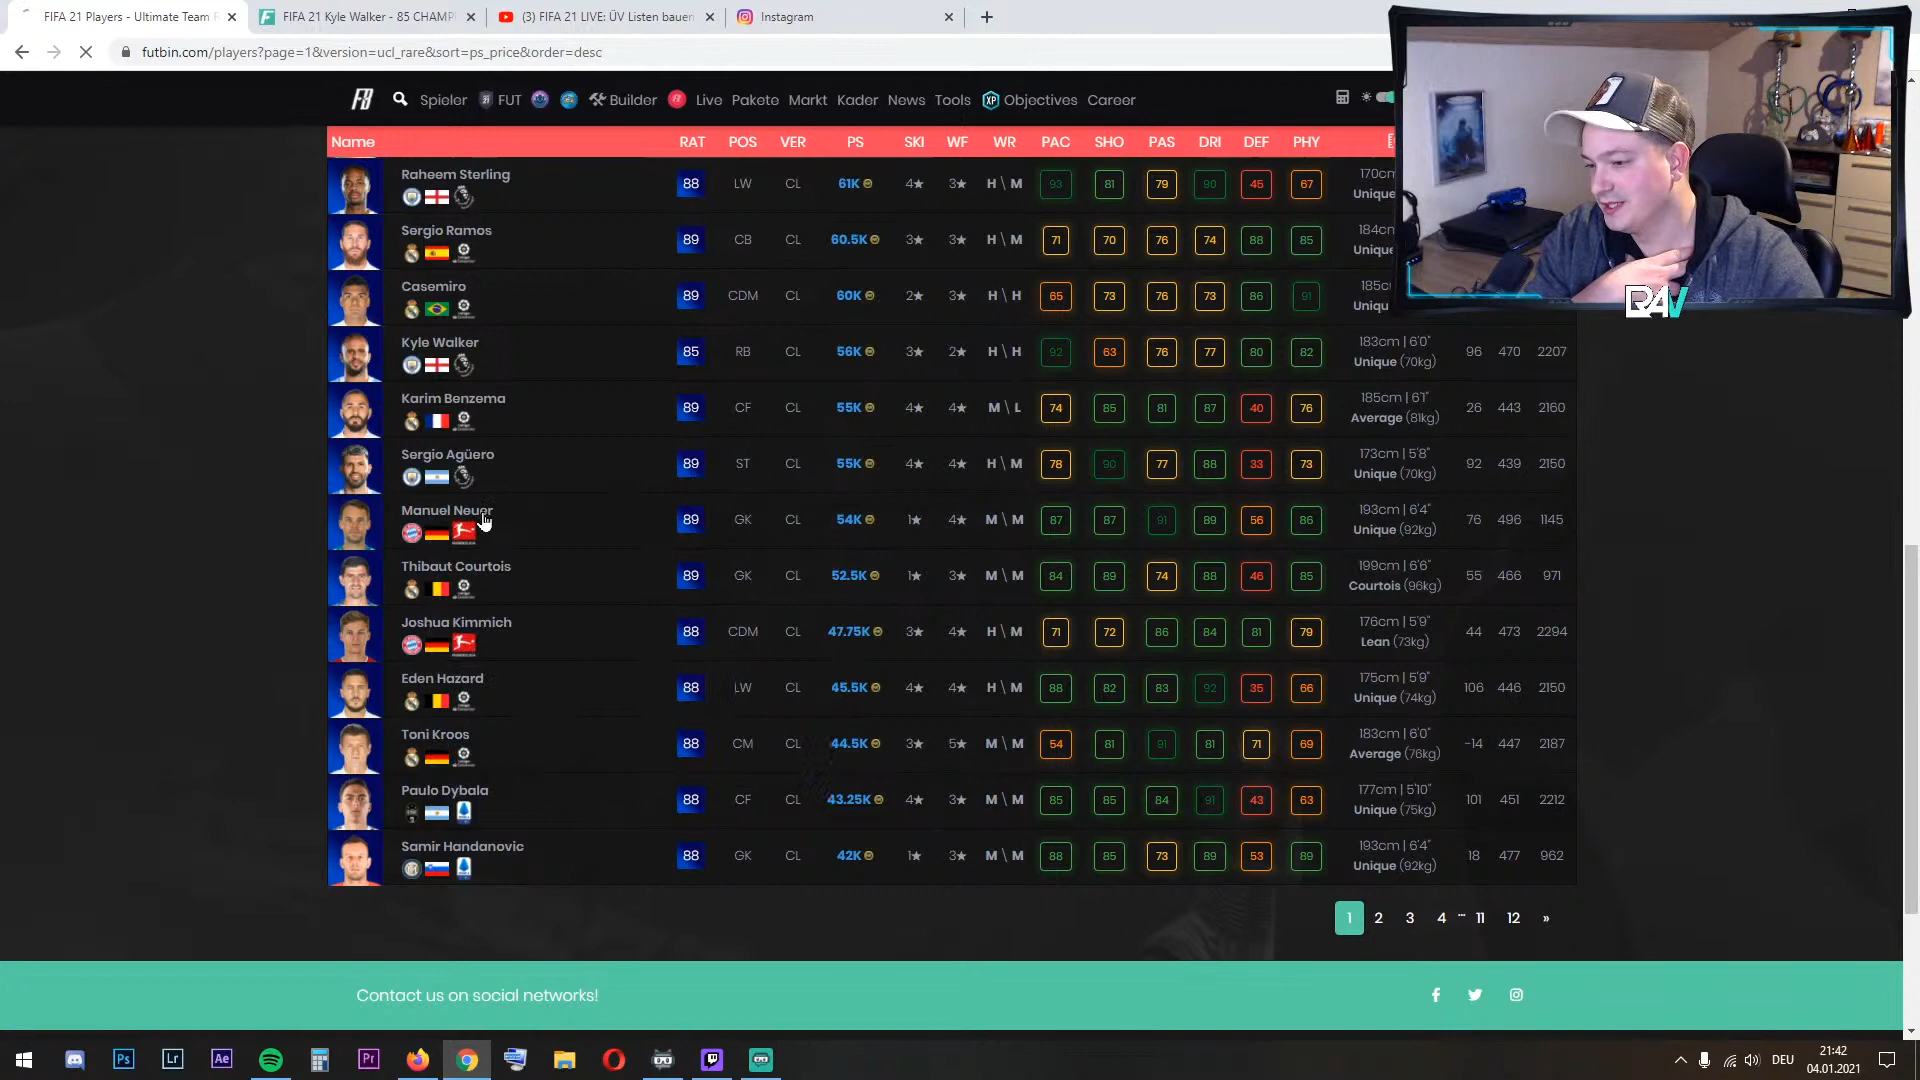 FIFA 21 Players - Ultimate Team
FIFA 21 Kyle Walker - 85 CHAMPI
(3) FIFA 21 LIVE: ÜV Listen bauen
Instagram
futbin.com/players?page=1&version=ucl_rare&sort=ps_price&order=desc
Spieler FUT Builder Live Pakete Markt Kader News Tools XP Objectives Career
Name RAT POS VER PS SKI WF WR PAC SHO PAS DRI DEF PHY
Raheem Sterling 88 LW CL 61K 4★ 3★ H \ M 93 81 79 90 45 67 170cm
Unique
Sergio Ramos 89 CB CL 60.5K 3★ 3★ H \ M 71 70 76 74 88 85 184cm
Unique
Casemiro 89 CDM CL 60K 2★ 3★ H \ H 65 73 76 73 86 91 185c
Uniqu
Kyle Walker 85 RB CL 56K 3★ 2★ H \ H 92 63 76 77 80 82 183cm | 6'0" 96 470 2207
Unique (70kg)
Karim Benzema 89 CF CL 55K 4★ 4★ M \ L 74 85 81 87 40 76 185cm | 6'1" 26 443 2160
Average (81kg)
Sergio Agüero 89 ST CL 55K 4★ 4★ H \ M 78 90 77 88 33 73 173cm | 5'8" 92 439 2150
Unique (70kg)
Manuel Neuer 89 GK CL 54K 1★ 4★ M \ M 87 87 91 89 56 86 193cm | 6'4" 76 496 1145
Unique (92kg)
Thibaut Courtois 89 GK CL 52.5K 1★ 3★ M \ M 84 89 74 88 46 85 199cm | 6'6" 55 466 971
Courtois (96kg)
Joshua Kimmich 88 CDM CL 47.75K 3★ 4★ H \ M 71 72 86 84 81 79 176cm | 5'9" 44 473 2294
Lean (73kg)
Eden Hazard 88 LW CL 45.5K 4★ 4★ H \ M 88 82 83 92 35 66 175cm | 5'9" 106 446 2150
Unique (74kg)
Toni Kroos 88 CM CL 44.5K 3★ 5★ M \ M 54 81 91 81 71 69 183cm | 6'0" -14 447 2187
Average (76kg)
Paulo Dybala 88 CF CL 43.25K 4★ 3★ M \ M 85 85 84 91 43 63 177cm | 5'10" 101 451 2212
Unique (75kg)
Samir Handanovic 88 GK CL 42K 1★ 3★ M \ M 88 85 73 89 53 89 193cm | 6'4" 18 477 962
Unique (92kg)
1 2 3 4 ... 11 12 »
Contact us on social networks!
RAV
Ps Lr Ae Pr
DEU
21:42
04.01.2021